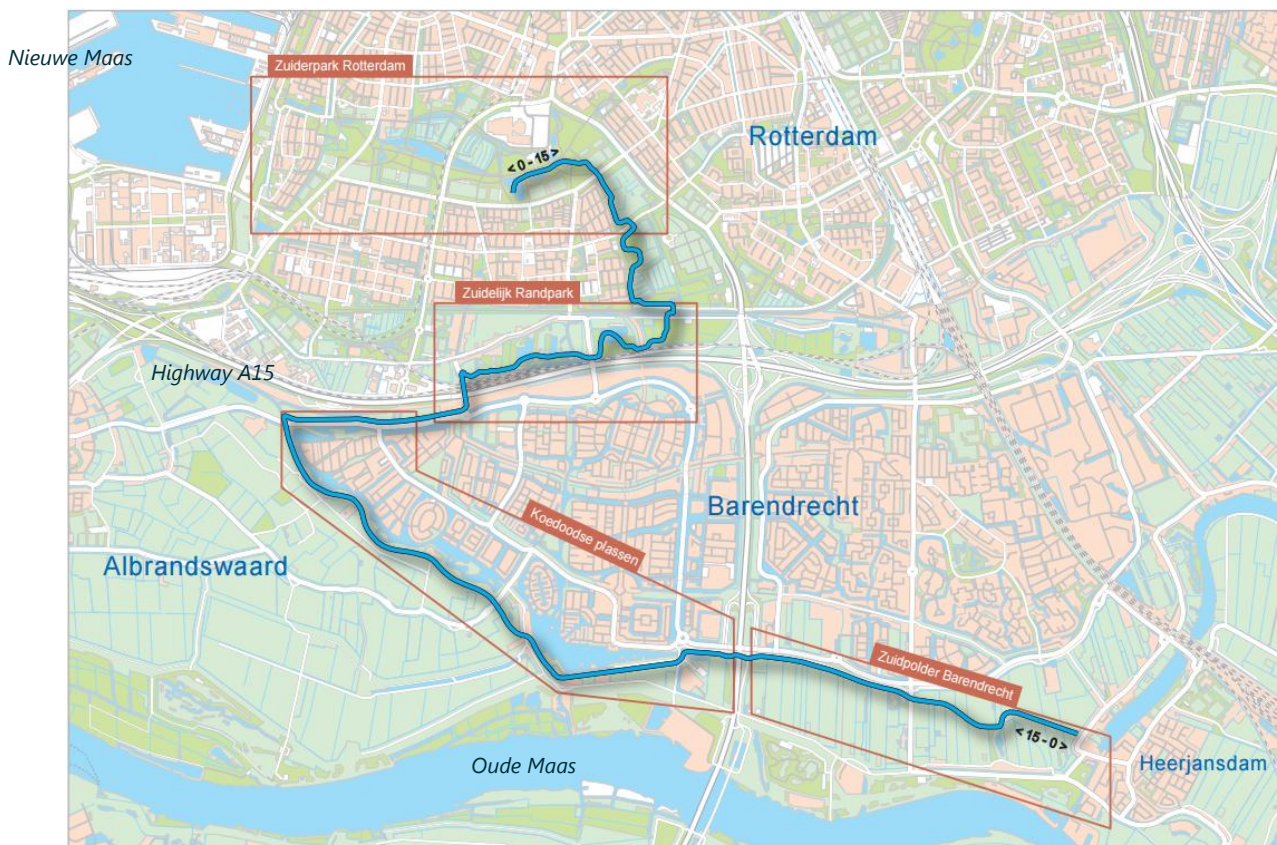 Nieuwe Maas
Zuiderpark Rotterdam
Rotterdam
<0-15>
Zuidelijk Randpark
Highway A15
Koedoodse plassen
Barendrecht
Albrandswaard
Zuidpolder Barendrecht
<15-0>
Oude Maas
Heerjansdam